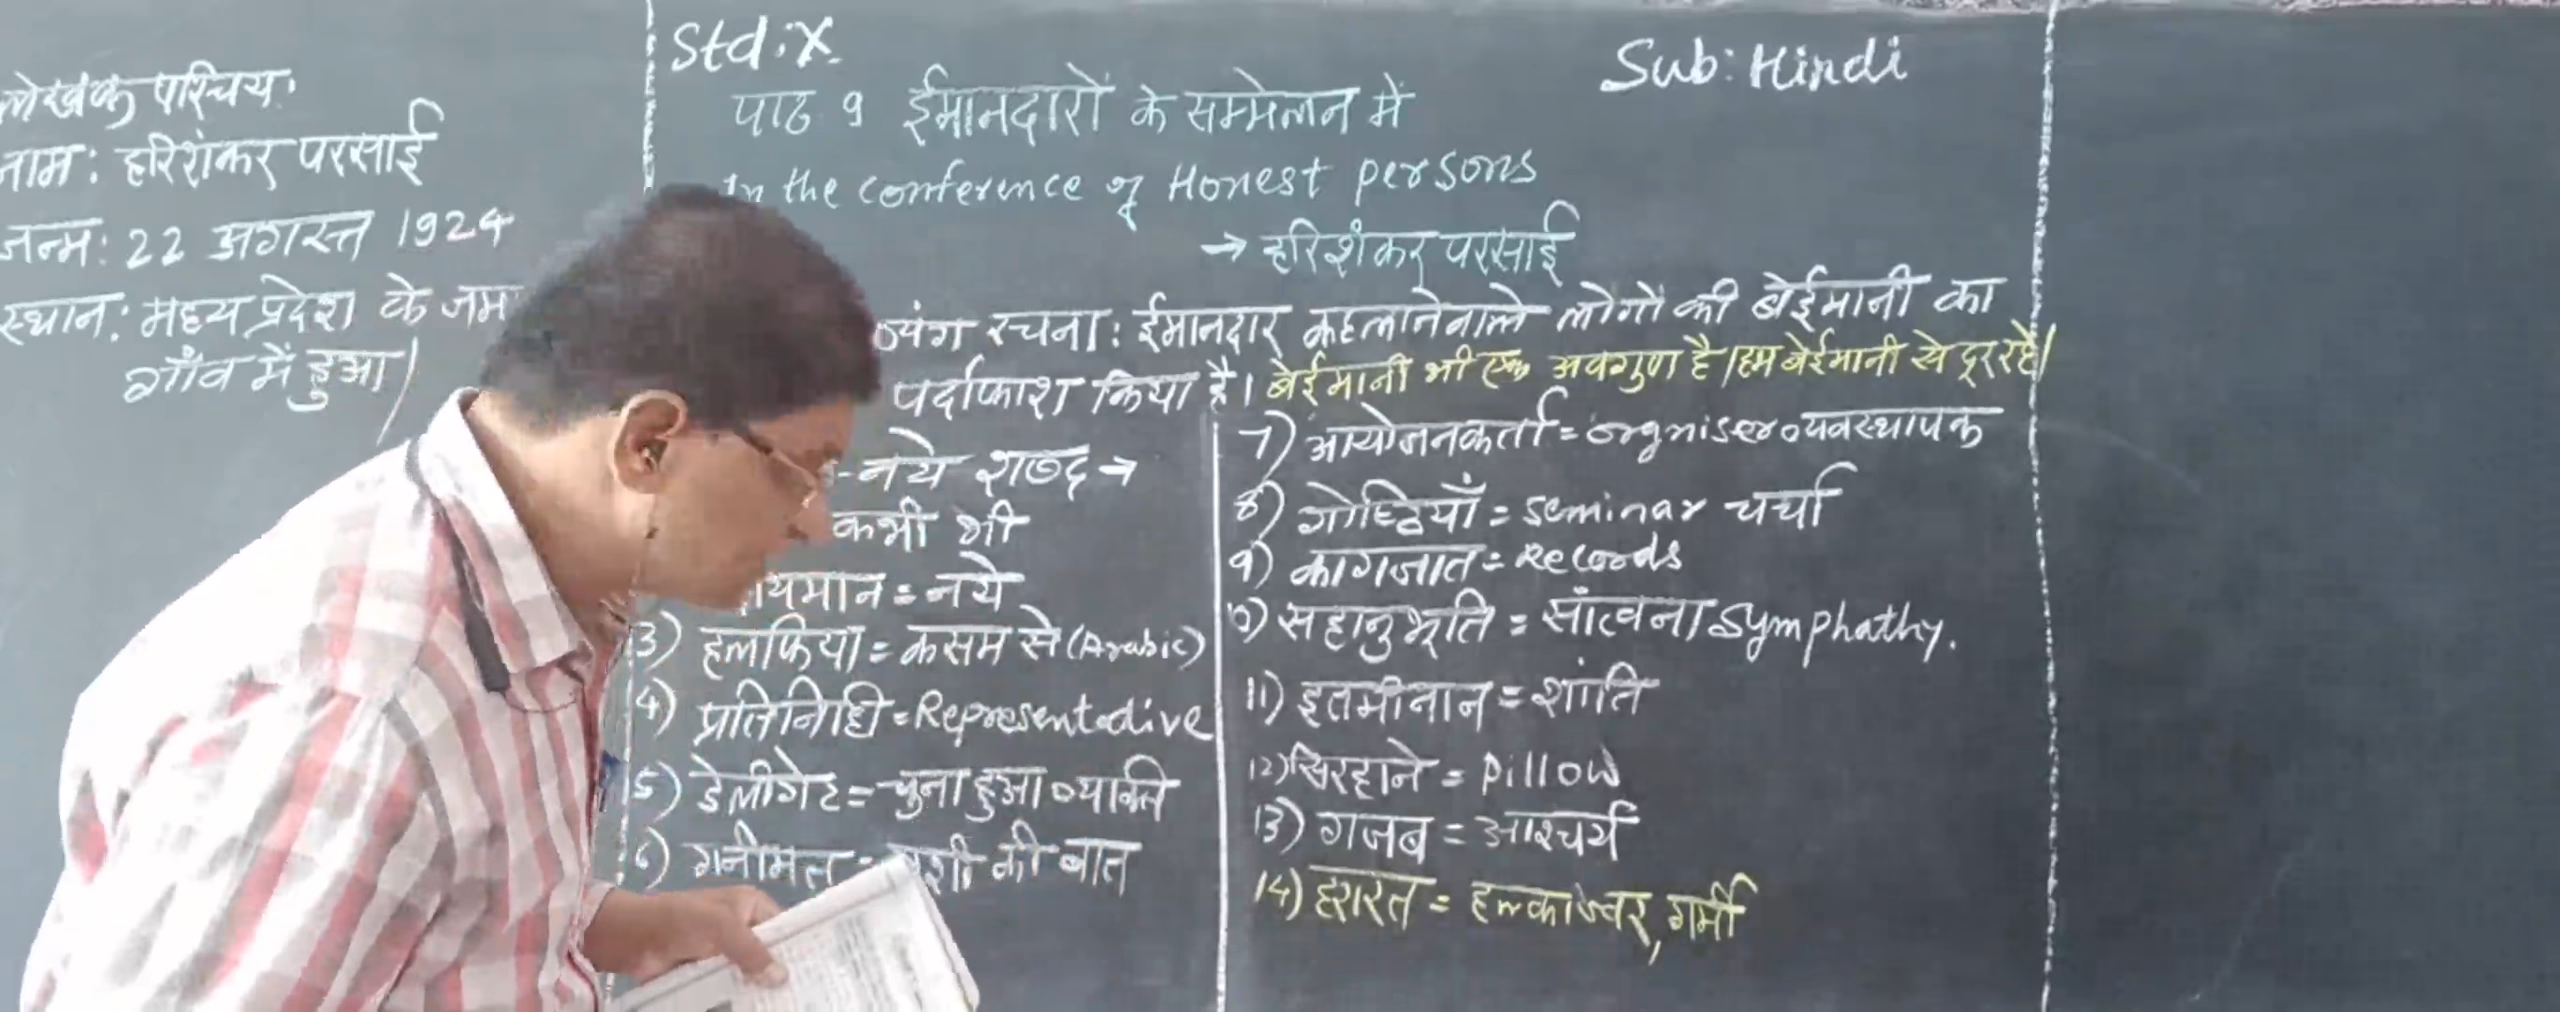 लेखक परिचय:
नाम: हरिशंकर परसाई
जन्म: 22 अगस्त 1924
स्थान: मध्य प्रदेश के जमा
गाँव में हुआ।
Std:X.
Sub: Hindi
पाठ 9 ईमानदारों के सम्मेलन में
In the conference of Honest persons
→ हरिशंकर परसाई
व्यंग रचना: ईमानदार कहलानेवाले लोगों की बेईमानी का
पर्दाफाश किया है। बेईमानी भी एक अवगुण है। हम बेईमानी से दूर रहे।
नये शब्द →
कभी भी
यमान = नये
3) हलफिया = कसम से (Arabic)
4) प्रतिनिधि = Representative
5) डेलीगेट = चुना हुआ व्यक्ति
6) गनीमत = की बात
7) आयोजनकर्ता = orgniser व्यवस्थापक
8) गोष्ठियाँ = seminar चर्चा
9) कागजात = Records
10) सहानुभूति = सांत्वना Symphathy.
11) इतमीनान = शांति
12) सिरहाने = pillow
13) गजब = आश्चर्य
14) हरारत = हल्का ज्वर, गर्मी